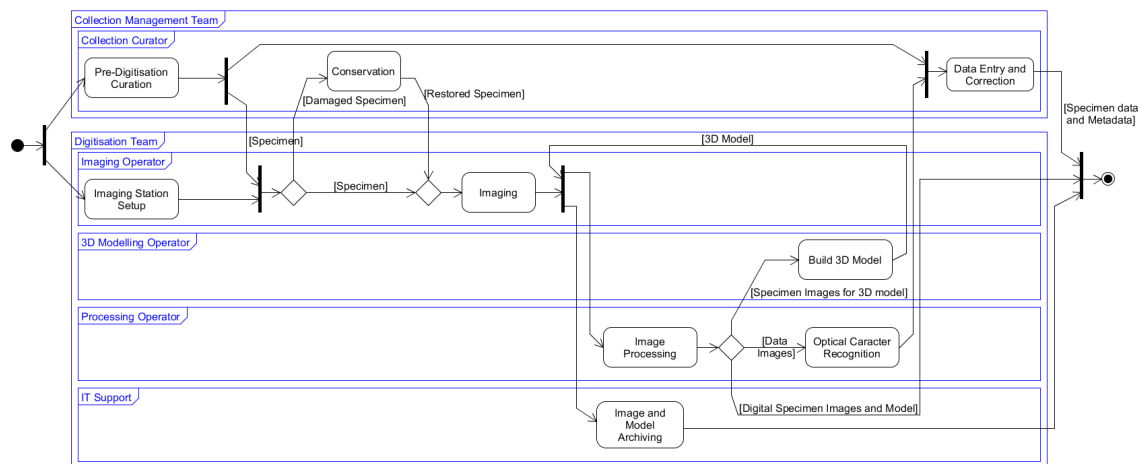 Collection Management Team
Collection Curator
Pre-Digitisation
Curation
Conservation
Data Entry and
Correction
[Damaged Specimen]
[Restored Specimen]
[Specimen data
and Metadata]
[Specimen]
Digitisation Team
[3D Model]
Imaging Operator
Imaging Station
Setup
[Specimen]
Imaging
3D Modelling Operator
Build 3D Model
[Specimen Images for 3D model]
Processing Operator
Image
Processing
[Data
Images]
Optical Caracter
Recognition
IT Support
[Digital Specimen Images and Model]
Image and
Model
Archiving